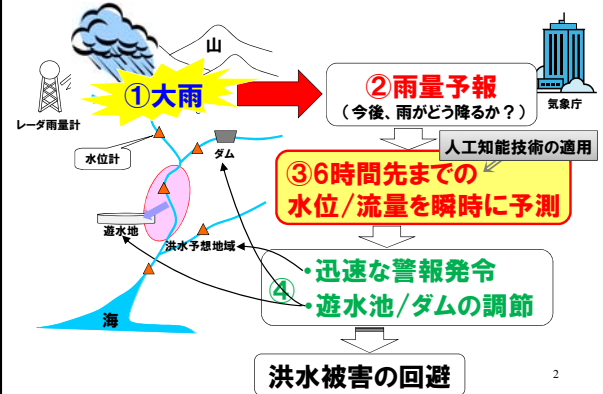 山
①大雨
レーダ雨量計
水位計
ダム
遊水地
洪水予想地域
海
②雨量予報
（今後、雨がどう降るか？）
気象庁
人工知能技術の適用
③6時間先までの
水位/流量を瞬時に予測
④
・迅速な警報発令
・遊水池/ダムの調節
洪水被害の回避
2